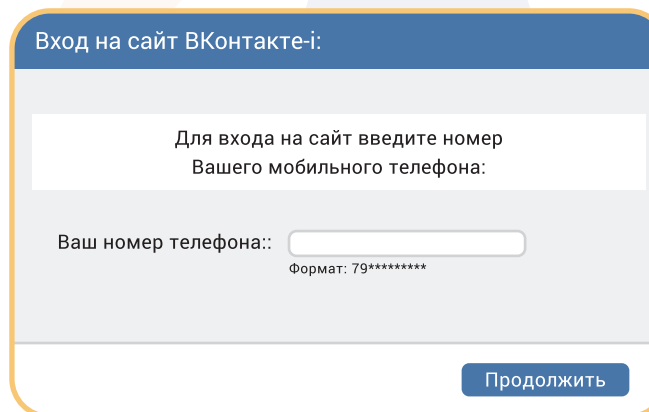 Вход на сайт ВКонтакте-i:
Для входа на сайт введите номер
Вашего мобильного телефона:
Ваш номер телефона::
Формат: 79*********
Продолжить